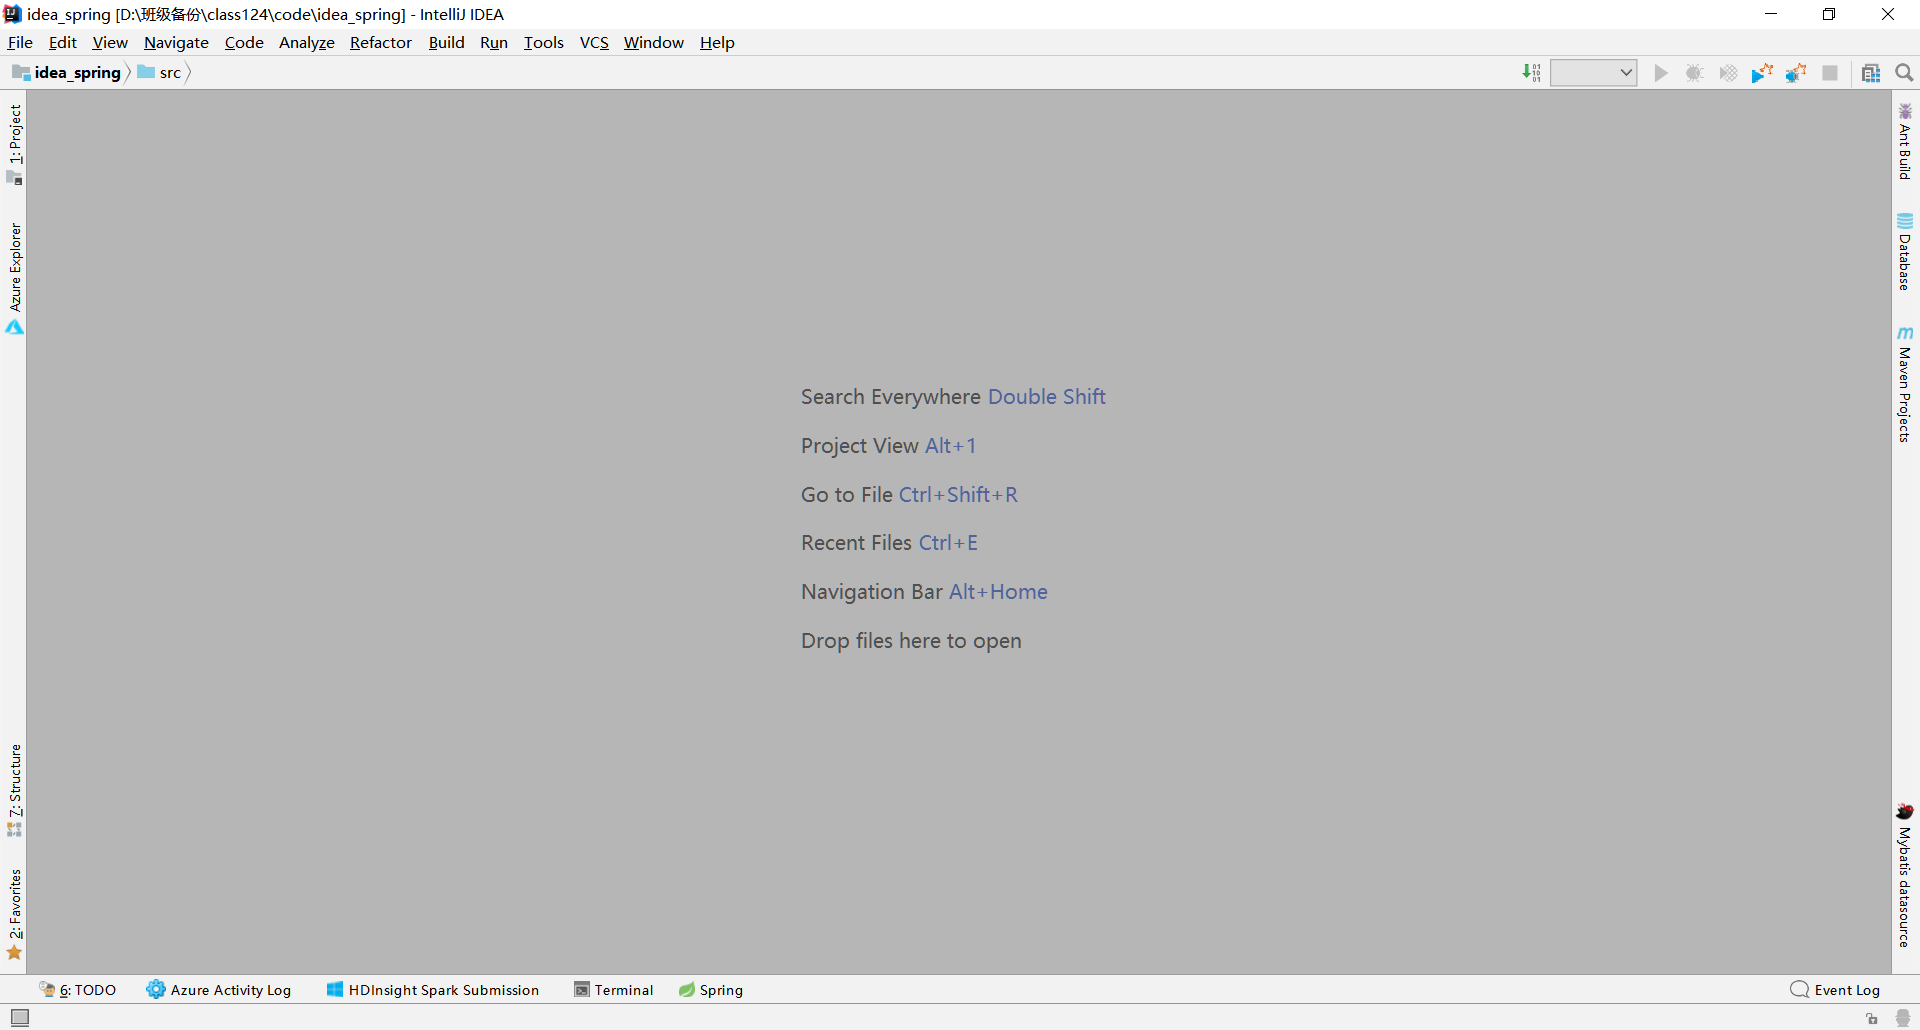 idea_spring [D:\班级备份\class124\code\idea_spring] - IntelliJ IDEA
File Edit View Navigate Code Analyze Refactor Build Run Tools VCS Window Help
idea_spring src
1: Project
Azure Explorer
7: Structure
2: Favorites
Search Everywhere Double Shift
Project View Alt+1
Go to File Ctrl+Shift+R
Recent Files Ctrl+E
Navigation Bar Alt+Home
Drop files here to open
Ant Build
Database
Maven Projects
Mybatis datasource
6: TODO Azure Activity Log HDInsight Spark Submission Terminal Spring Event Log